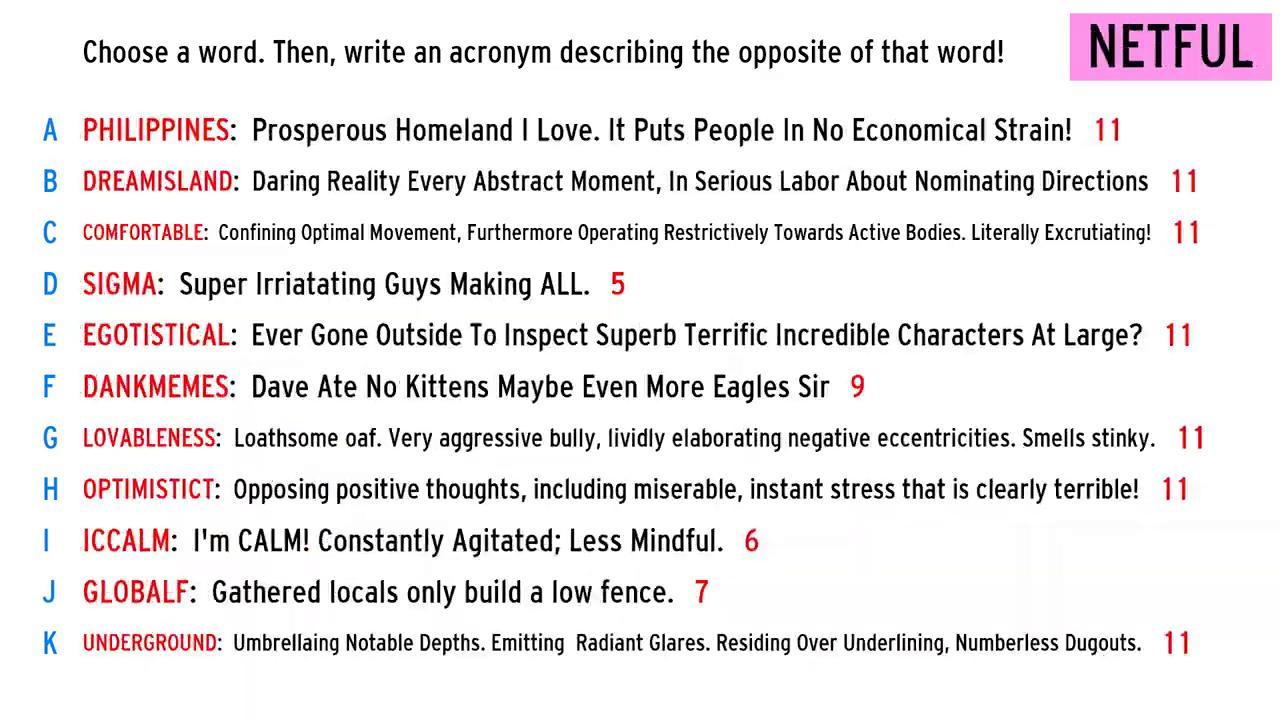 Choose a word. Then, write an acronym describing the opposite of that word!
NETFUL
A PHILIPPINES: Prosperous Homeland I Love. It Puts People In No Economical Strain! 11
B DREAMISLAND: Daring Reality Every Abstract Moment, In Serious Labor About Nominating Directions 11
C COMFORTABLE: Confining Optimal Movement, Furthermore Operating Restrictively Towards Active Bodies. Literally Excrutiating! 11
D SIGMA: Super Irriatating Guys Making ALL. 5
E EGOTISTICAL: Ever Gone Outside To Inspect Superb Terrific Incredible Characters At Large? 11
F DANKMEMES: Dave Ate No Kittens Maybe Even More Eagles Sir 9
G LOVABLENESS: Loathsome oaf. Very aggressive bully, lividly elaborating negative eccentricities. Smells stinky. 11
H OPTIMISTICT: Opposing positive thoughts, including miserable, instant stress that is clearly terrible! 11
I ICCALM: I'm CALM! Constantly Agitated; Less Mindful. 6
J GLOBALF: Gathered locals only build a low fence. 7
K UNDERGROUND: Umbrellaing Notable Depths. Emitting  Radiant Glares. Residing Over Underlining, Numberless Dugouts. 11